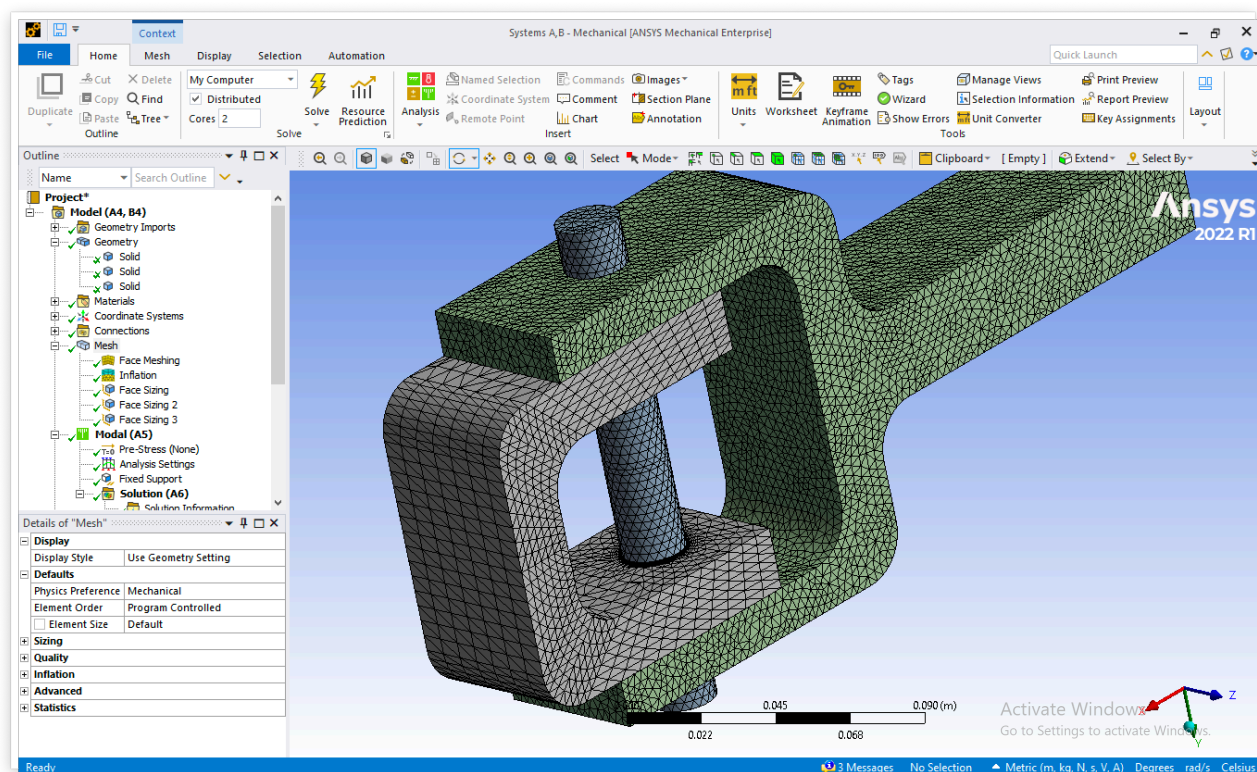 Context
Systems A,B - Mechanical [ANSYS Mechanical Enterprise]
File Home Mesh Display Selection Automation
Quick Launch
Duplicate
Cut
Copy
Paste
Delete
Find
Tree
Outline
My Computer
Distributed
Cores 2
Solve
Resource Prediction
Solve
Analysis
Named Selection
Coordinate System
Remote Point
Commands
Comment
Chart
Images
Section Plane
Annotation
Insert
Units
Worksheet
Keyframe Animation
Tags
Wizard
Show Errors
Manage Views
Selection Information
Unit Converter
Print Preview
Report Preview
Key Assignments
Tools
Layout
Outline
Name Search Outline
Select Mode Clipboard [ Empty ] Extend Select By
Project*
Model (A4, B4)
Geometry Imports
Geometry
Solid
Solid
Solid
Materials
Coordinate Systems
Connections
Mesh
Face Meshing
Inflation
Face Sizing
Face Sizing 2
Face Sizing 3
Modal (A5)
Pre-Stress (None)
Analysis Settings
Fixed Support
Solution (A6)
Solution Information
Details of "Mesh"
Display
Display Style Use Geometry Setting
Defaults
Physics Preference Mechanical
Element Order Program Controlled
Element Size Default
Sizing
Quality
Inflation
Advanced
Statistics
Ansys
2022 R1
0.045 0.090 (m)
0.022 0.068
Z
X
Y
Activate Windows
Go to Settings to activate Windows.
Ready 3 Messages No Selection Metric (m, kg, N, s, V, A) Degrees rad/s Celsius